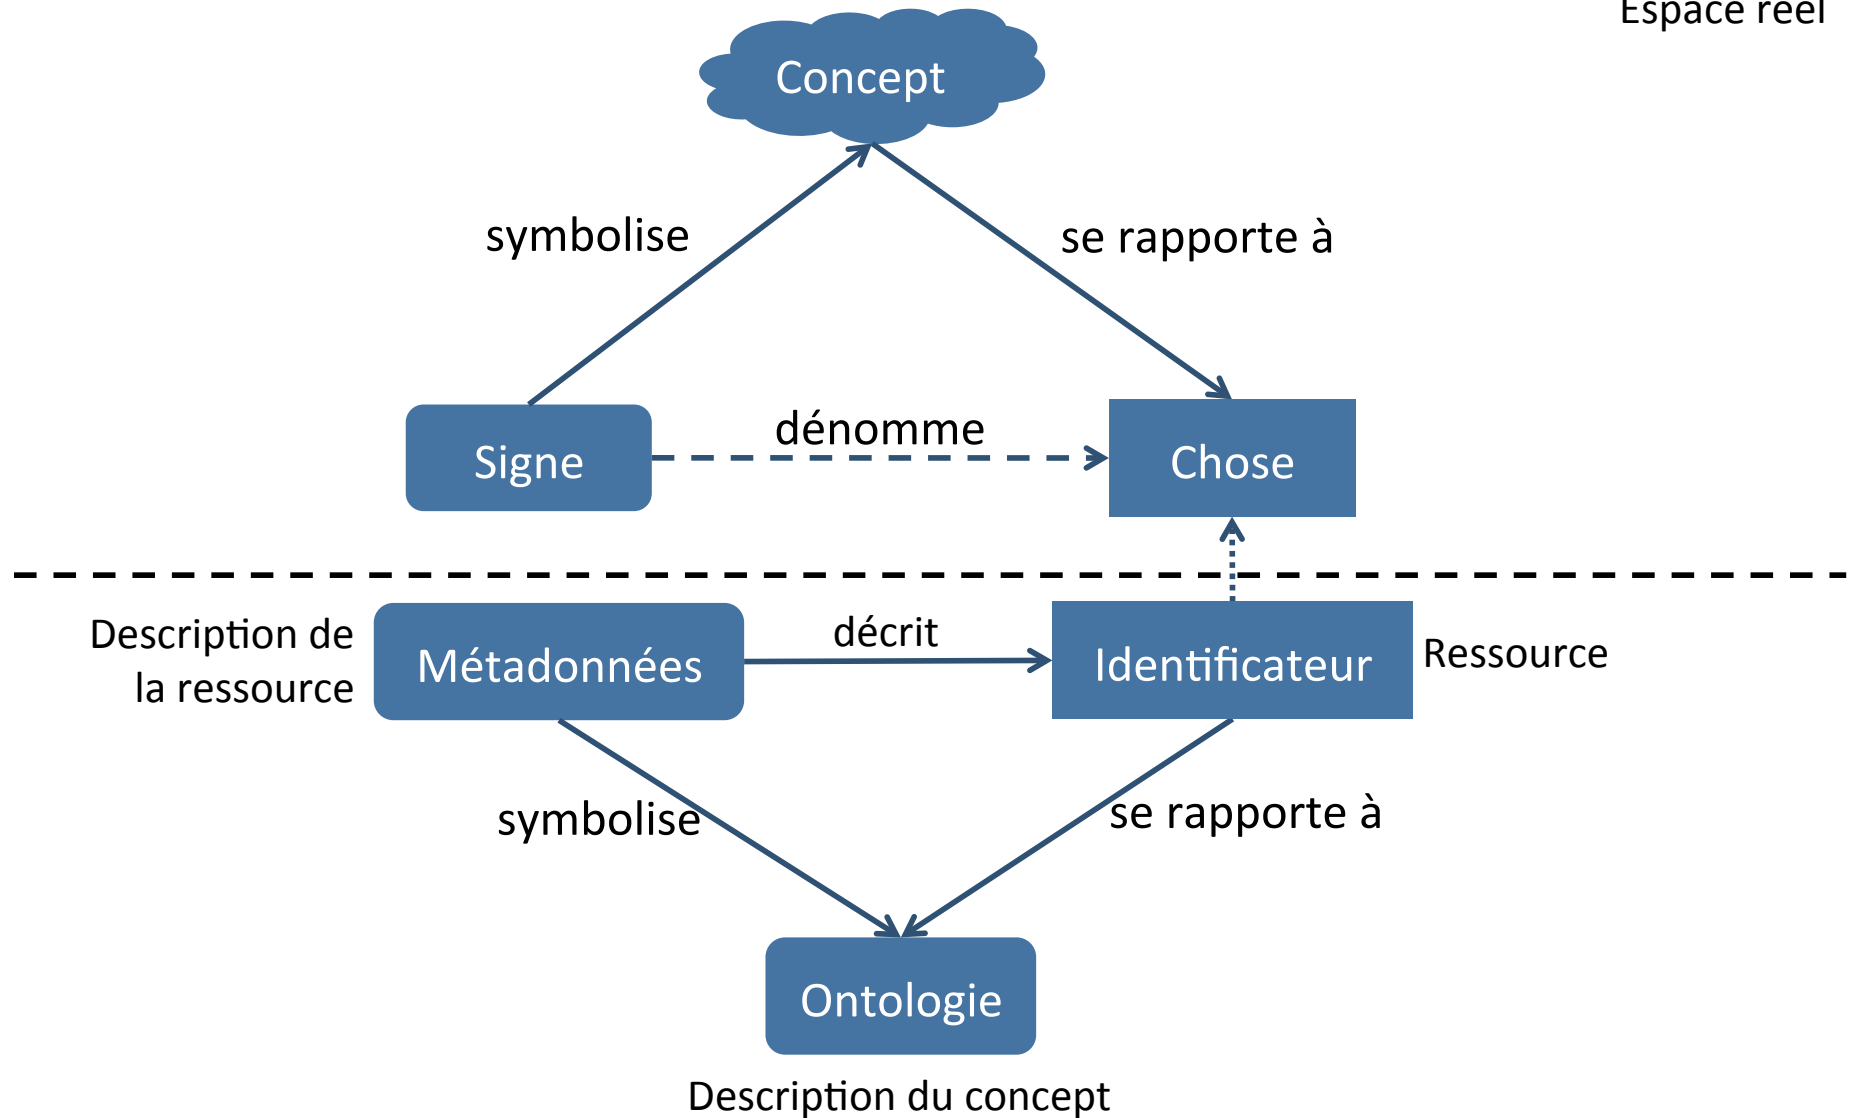 Espace réel
Concept
symbolise
se rapporte à
dénomme
Signe
Chose
Description de
la ressource
Métadonnées
décrit
Identificateur
Ressource
symbolise
se rapporte à
Ontologie
Description du concept